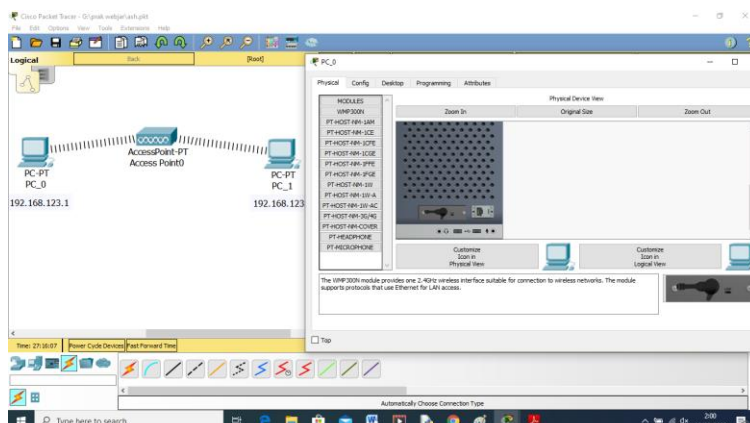 Cisco Packet Tracer - G:\prak webjar\ash.pkt
File Edit Options View Tools Extensions Help
Logical
Back
[Root]
PC-PT
PC_0
192.168.123.1
AccessPoint-PT
Access Point0
PC-PT
PC_1
192.168.123
PC_0
Physical Config Desktop Programming Attributes
MODULES
WMP300N
PT-HOST-NM-1AM
PT-HOST-NM-1CE
PT-HOST-NM-1CFE
PT-HOST-NM-1CGE
PT-HOST-NM-1FFE
PT-HOST-NM-1FGE
PT-HOST-NM-1W
PT-HOST-NM-1W-A
PT-HOST-NM-1W-AC
PT-HOST-NM-3G/4G
PT-HOST-NM-COVER
PT-HEADPHONE
PT-MICROPHONE
Physical Device View
Zoom In
Original Size
Zoom Out
Customize
Icon in
Physical View
Customize
Icon in
Logical View
The WMP300N module provides one 2.4GHz wireless interface suitable for connection to wireless networks. The module
supports protocols that use Ethernet for LAN access.
Top
Time: 27:16:07
Power Cycle Devices
Fast Forward Time
Automatically Choose Connection Type
Type here to search
2:00